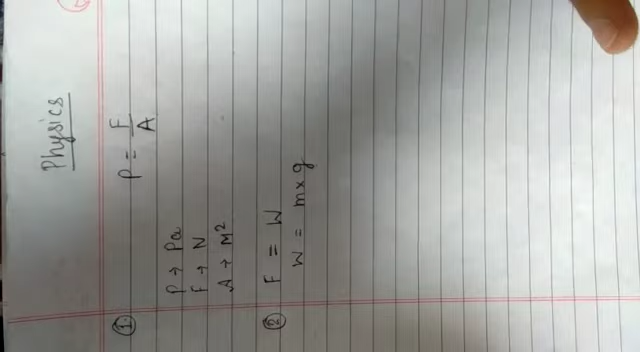 Physics
① P = F/A
P → Pa
F → N
A → M²
② F = W
W = m × g